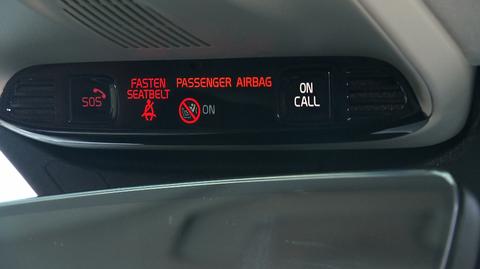 SOS
FASTEN
SEATBELT
PASSENGER AIRBAG
ON
ON
CALL